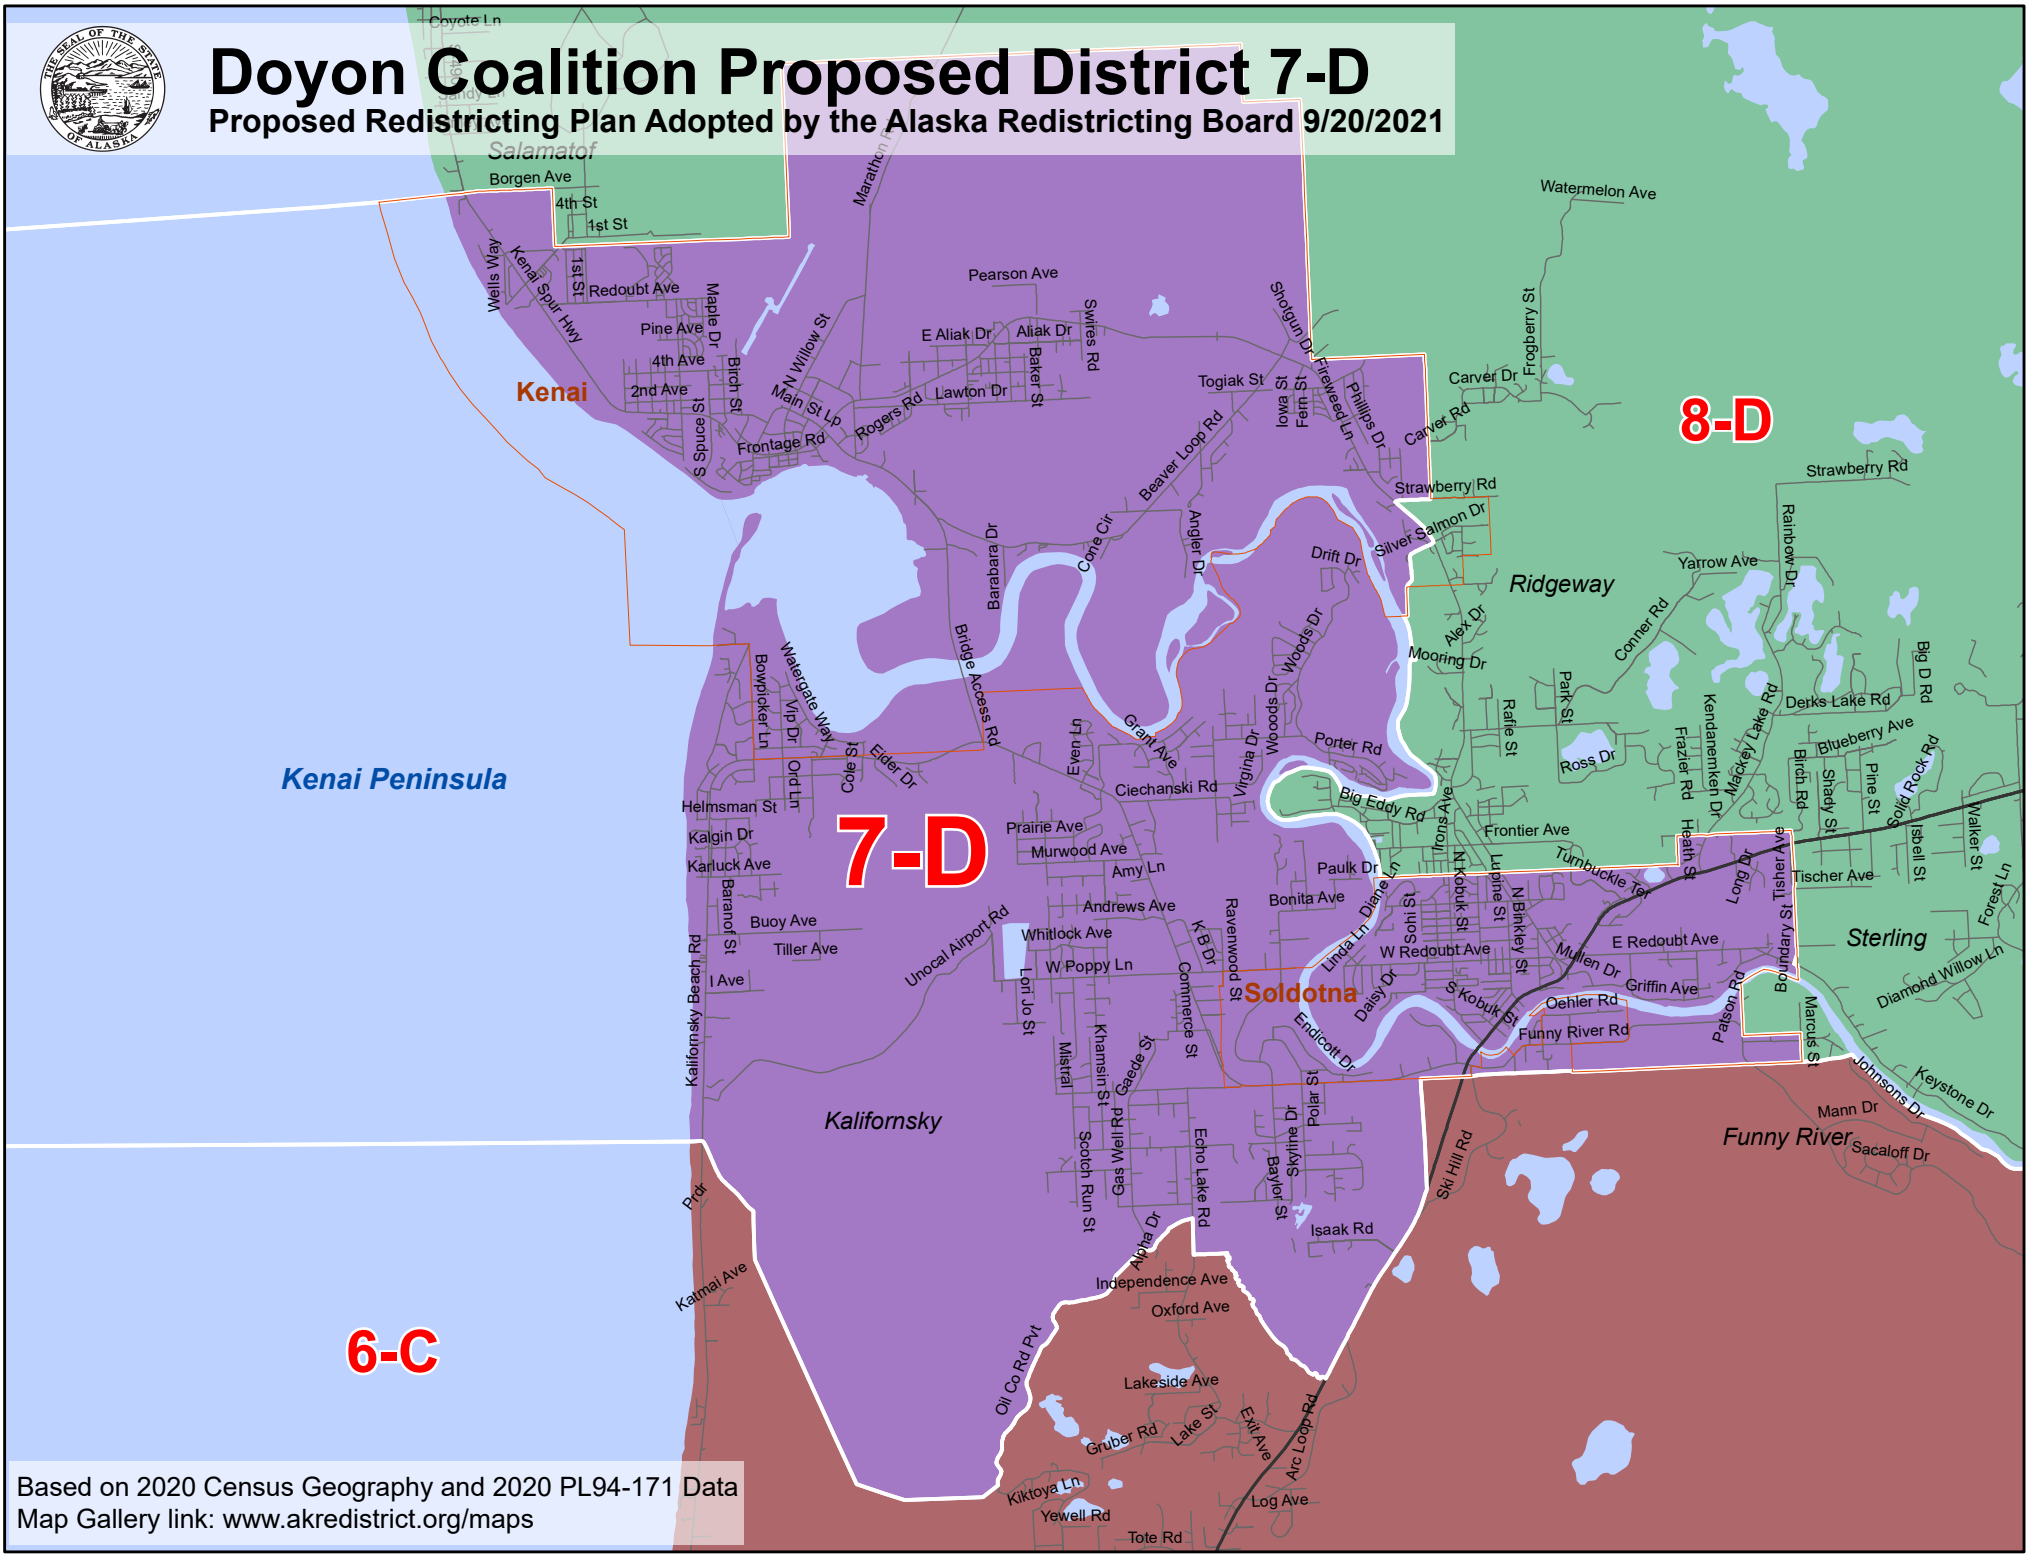 Coyote Ln
THE SEAL OF THE STATE
OF ALASKA
Doyon Coalition Proposed District 7-D
Sandy Ln
Proposed Redistricting Plan Adopted by the Alaska Redistricting Board 9/20/2021
Salamatof
Borgen Ave
Marathon
4th St
1st St
Watermelon Ave
Wells Way
Kenai Spur Hwy
1st St
Redoubt Ave
Maple Dr
Pine Ave
4th Ave
2nd Ave
Birch St
S Spruce St
Kenai
N Willow St
Main St Lp
Frontage Rd
Rogers Rd
Pearson Ave
E Aliak Dr
Aliak Dr
Swires Rd
Baker St
Lawton Dr
Shotgun Dr
Togiak St
Iowa St
Fern St
Fireweed Ln
Phillips Dr
Beaver Loop Rd
Carver Dr
Carver Rd
Frogberry St
8-D
Strawberry Rd
Strawberry Rd
Silver Salmon Dr
Rainbow Dr
Yarrow Ave
Ridgeway
Conner Rd
Barabara Dr
Cone Cir
Angler Dr
Drift Dr
Woods Dr
Alex Dr
Mooring Dr
Bridge Access Rd
Bowpicker Ln
Watergate Way
Vip Dr
Ord Ln
Cole St
Eider Dr
Even Ln
Grant Ave
Wooods Dr
Virgina Dr
Porter Rd
Ciechanski Rd
Big Eddy Rd
Irons Ave
Rafie St
Park St
Ross Dr
Frazier Rd
Kendanemken Dr
Mackey Lake Rd
Derks Lake Rd
Big D Rd
Blueberry Ave
Birch Rd
Shady St
Pine St
Solid Rock Rd
Isbell St
Walker St
Forest Ln
Kenai Peninsula
Helmsman St
Kalgin Dr
Karluck Ave
Baranof St
7-D
Prairie Ave
Murwood Ave
Amy Ln
Andrews Ave
Paulk Dr
Bonita Ave
Diane Ln
Linda Ln
Frontier Ave
Turnbuckle Ter
Heath St
Long Dr
Tisher Ave
Tischer Ave
Boundary St
Sterling
Diamond Willow Ln
Buoy Ave
Tiller Ave
I Ave
Kalifornsky Beach Rd
Unocal Airport Rd
Whitlock Ave
W Poppy Ln
Lori Jo St
K B Dr
Ravenwood St
Commerce St
Soldotna
Sohi St
N Kobuk St
Lupine St
N Binkley St
W Redoubt Ave
E Redoubt Ave
Mullen Dr
Griffin Ave
Daisy Dr
S Kobuk St
Oehler Rd
Funny River Rd
Patson Rd
Marcus St
Endicott Dr
Johnsons Dr
Keystone Dr
Mistral
Khamsin St
Gaede St
Gas Well Rd
Scotch Run St
Echo Lake Rd
Polar St
Skyline Dr
Baylor St
Kalifornsky
Isaak Rd
Ski Hill Rd
Mann Dr
Funny River
Sacaloff Dr
Prdr
Katmai Ave
Alpha Dr
Independence Ave
Oxford Ave
Oil Co Rd Pvt
6-C
Lakeside Ave
Lake St
Gruber Rd
Exit Ave
Arc Loop Rd
Kiktoya Ln
Yewell Rd
Log Ave
Tote Rd
Based on 2020 Census Geography and 2020 PL94-171 Data
Map Gallery link: www.akredistrict.org/maps